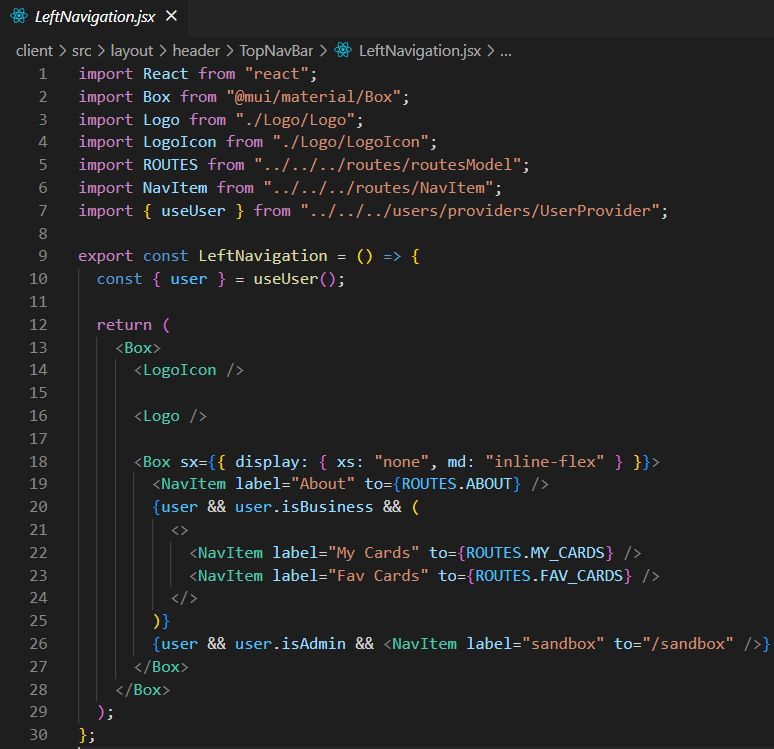 LeftNavigation.jsx ×
client > src > layout > header > TopNavBar > LeftNavigation.jsx > ...
1 import React from "react";
2 import Box from "@mui/material/Box";
3 import Logo from "./Logo/Logo";
4 import LogoIcon from "./Logo/LogoIcon";
5 import ROUTES from "../../../routes/routesModel";
6 import NavItem from "../../../routes/NavItem";
7 import { useUser } from "../../../users/providers/UserProvider";
8
9 export const LeftNavigation = () => {
10   const { user } = useUser();
11
12   return (
13     <Box>
14       <LogoIcon />
15
16       <Logo />
17
18       <Box sx={{ display: { xs: "none", md: "inline-flex" } }}>
19         <NavItem label="About" to={ROUTES.ABOUT} />
20         {user && user.isBusiness && (
21           <>
22             <NavItem label="My Cards" to={ROUTES.MY_CARDS} />
23             <NavItem label="Fav Cards" to={ROUTES.FAV_CARDS} />
24           </>
25         )}
26         {user && user.isAdmin && <NavItem label="sandbox" to="/sandbox" />}
27       </Box>
28     </Box>
29   );
30 };